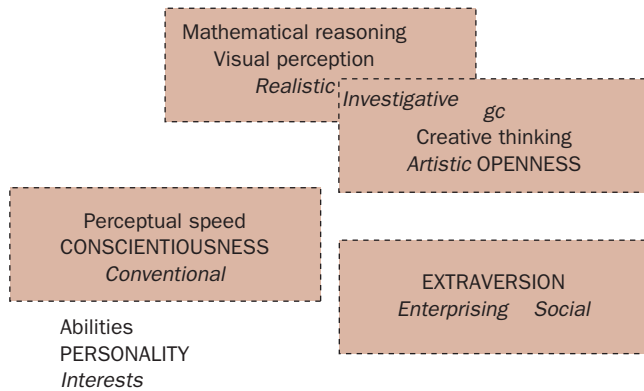 Mathematical reasoning
Visual perception
Realistic
Investigative
gc
Creative thinking
Artistic OPENNESS
Perceptual speed
CONSCIENTIOUSNESS
Conventional
EXTRAVERSION
Enterprising Social
Abilities
PERSONALITY
Interests